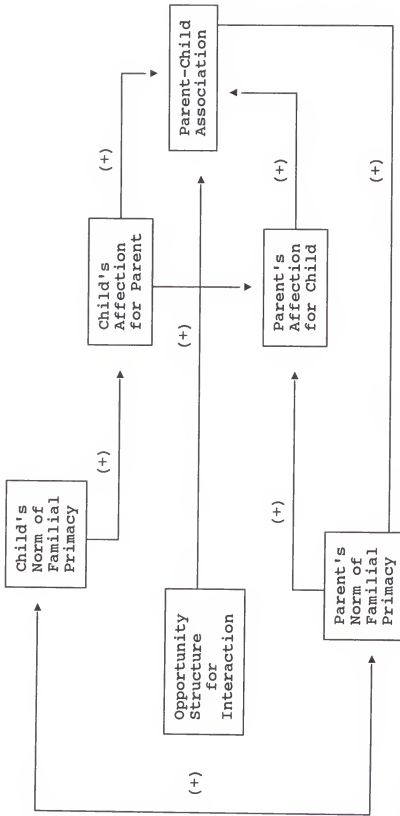 (+)
Child's
Norm of
Familial
Primacy
(+)
Child's
Affection
for Parent
(+)
Parent-Child
Association
Opportunity
Structure
for
Interaction
(+)
Parent's
Norm of
Familial
Primacy
(+)
Parent's
Affection
for Child
(+)
(+)